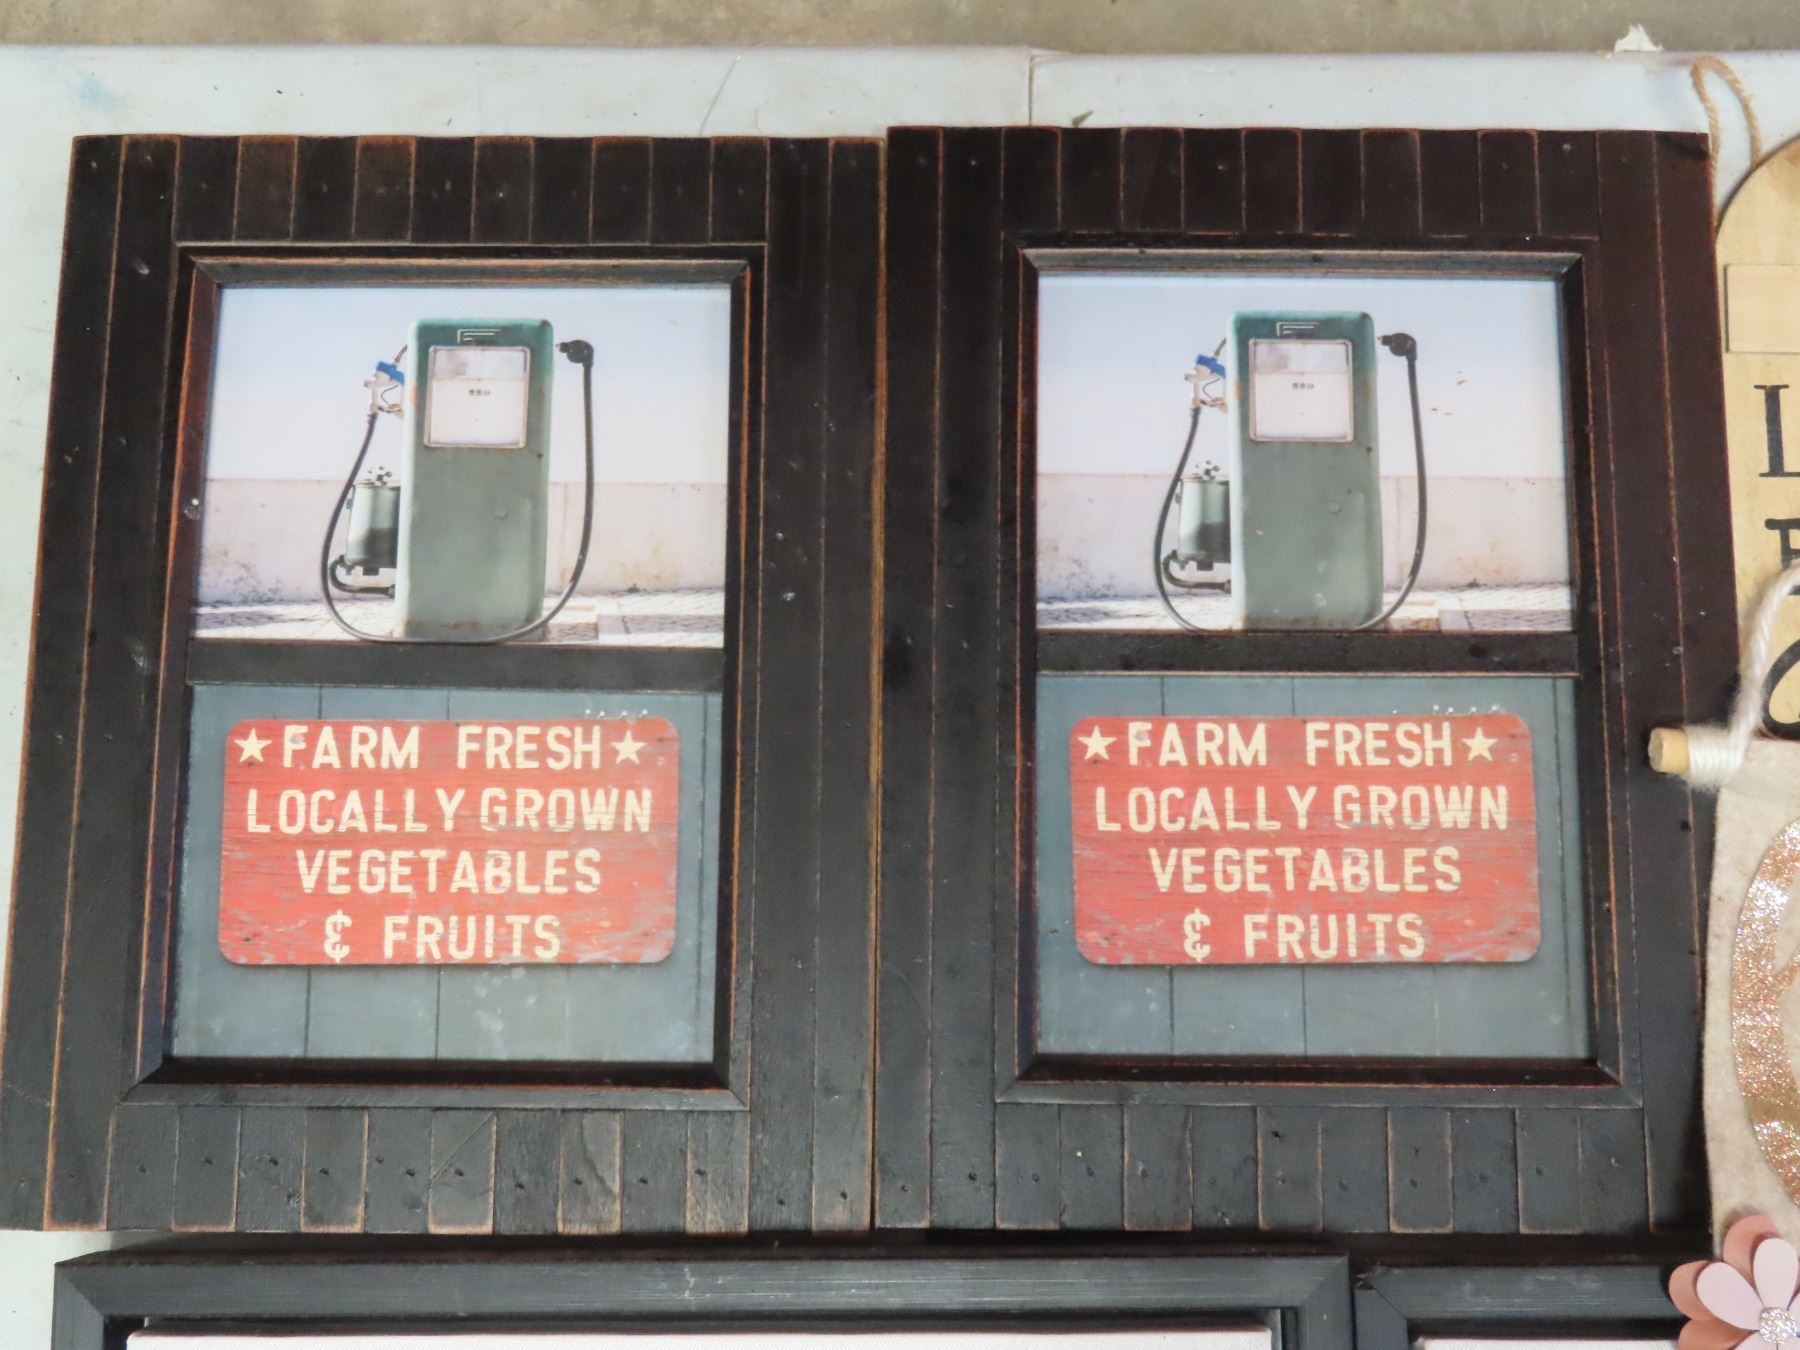 ★ FARM FRESH ★
LOCALLY GROWN
VEGETABLES
& FRUITS
★ FARM FRESH ★
LOCALLY GROWN
VEGETABLES
& FRUITS
L